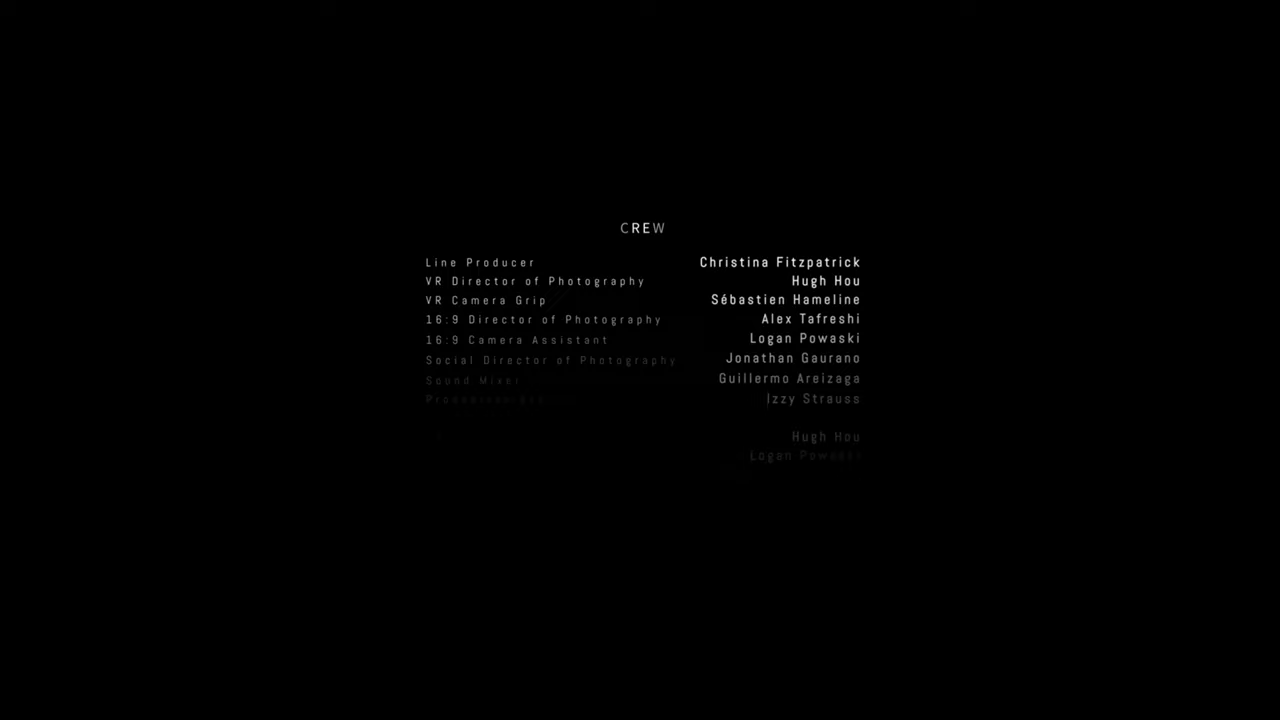 CREW
Line Producer Christina Fitzpatrick
VR Director of Photography Hugh Hou
VR Camera Grip Sébastien Hameline
16:9 Director of Photography Alex Tafreshi
16:9 Camera Assistant Logan Powaski
Social Director of Photography Jonathan Gaurano
Sound Mixer Guillermo Areizaga
Izzy Strauss
Hugh Hou
Logan Powaski